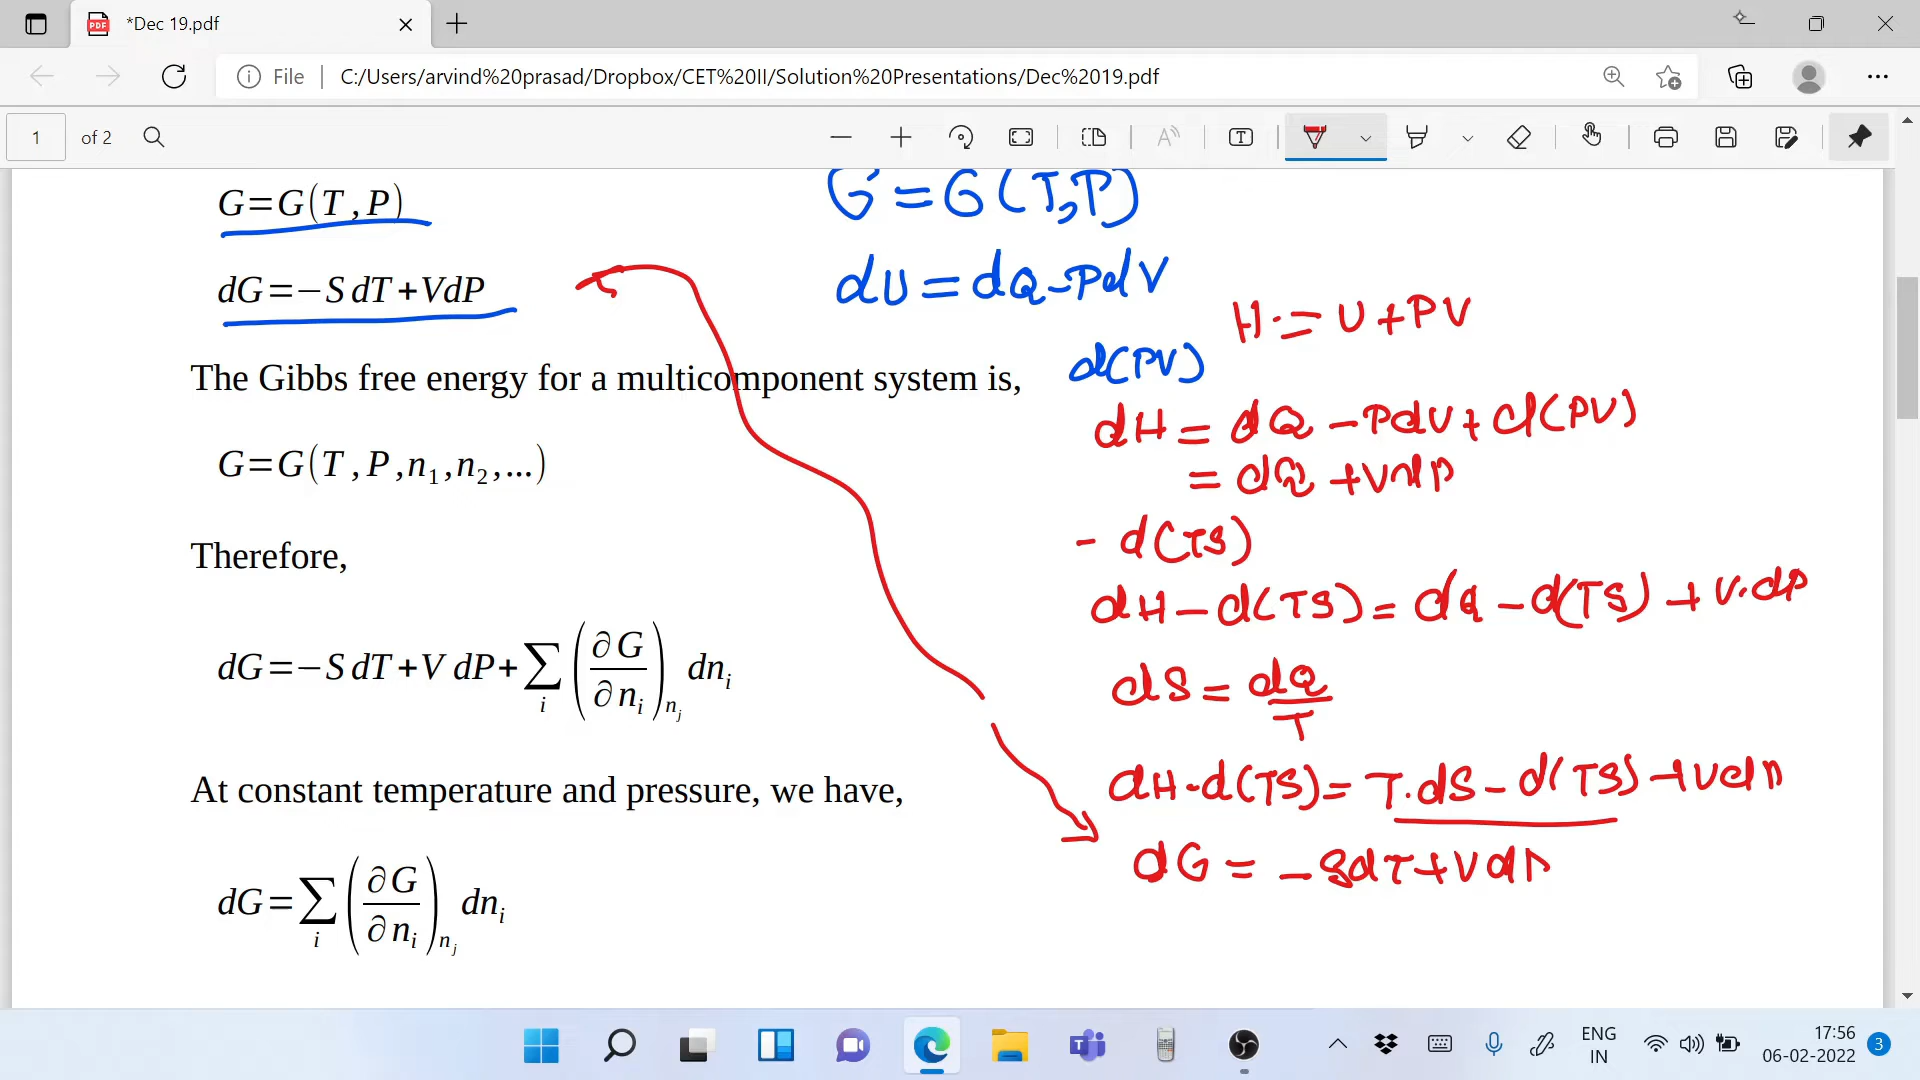 *Dec 19.pdf
File
C:/Users/arvind%20prasad/Dropbox/CET%20II/Solution%20Presentations/Dec%2019.pdf
1 of 2
G=G(T,P)
dG=−S dT+VdP
The Gibbs free energy for a multicomponent system is,
G=G(T,P,n₁,n₂,...)
Therefore,
dG=−S dT+V dP+∑ᵢ(∂G/∂nᵢ)ₙⱼ dnᵢ
At constant temperature and pressure, we have,
dG=∑ᵢ(∂G/∂nᵢ)ₙⱼ dnᵢ
G = G(T,P)
dU = dQ-PdV
H = U+PV
d(PV)
dH = dQ -PdV+d(PV)
= dQ +VdP
- d(TS)
dH-d(TS)= dQ-d(TS)+V.dP
dS = dQ/T
dH-d(TS)= T.dS-d(TS)+VdP
dG = -SdT+VdP
ENG
IN
17:56
06-02-2022
3